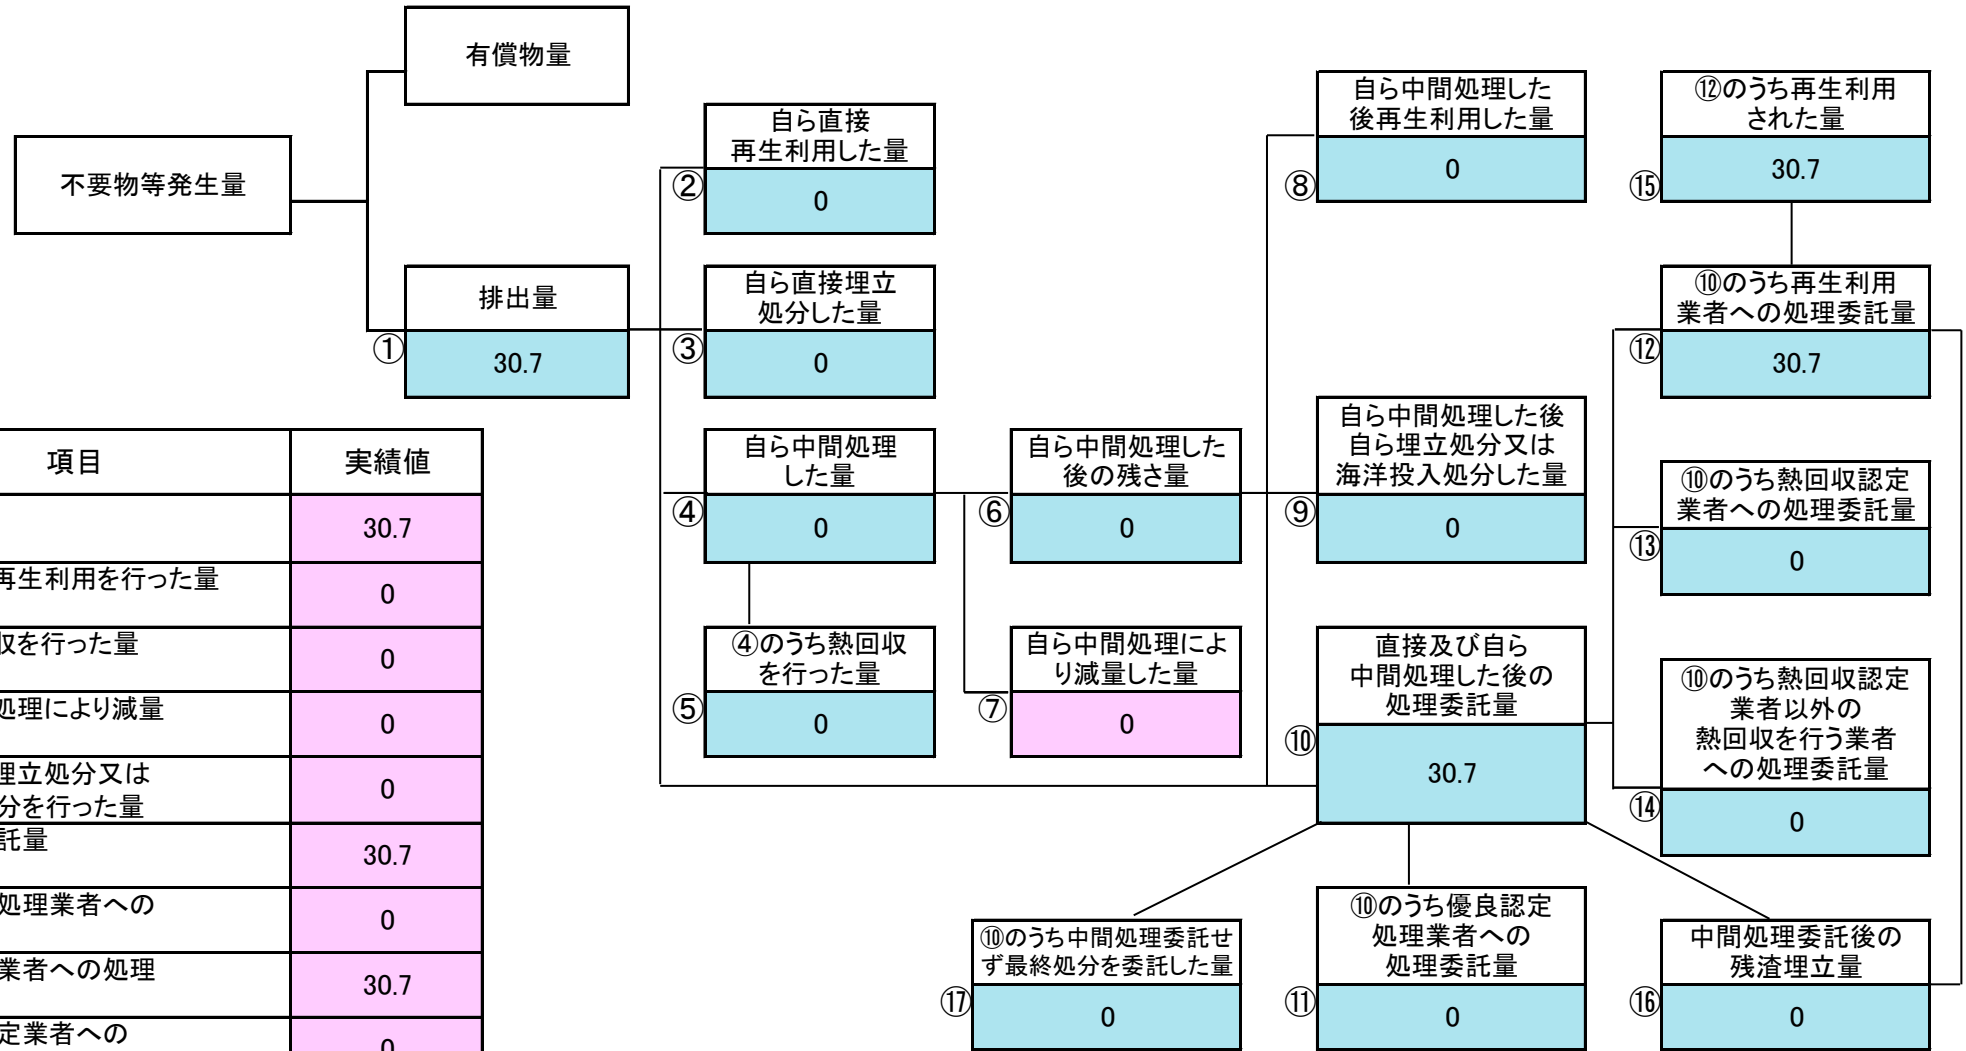 有償物量
不要物等発生量
排出量
①
30.7
自ら直接
再生利用した量
②
0
自ら直接埋立
処分した量
③
0
自ら中間処理
した量
④
0
④のうち熱回収
を行った量
⑤
0
自ら中間処理した
後の残さ量
⑥
0
自ら中間処理によ
り減量した量
⑦
0
自ら中間処理した
後再生利用した量
⑧
0
自ら中間処理した後
自ら埋立処分又は
海洋投入処分した量
⑨
0
直接及び自ら
中間処理した後の
処理委託量
⑩
30.7
⑫のうち再生利用
された量
⑮
30.7
⑩のうち再生利用
業者への処理委託量
⑫
30.7
⑩のうち熱回収認定
業者への処理委託量
⑬
0
⑩のうち熱回収認定
業者以外の
熱回収を行う業者
への処理委託量
⑭
0
⑩のうち中間処理委託せ
ず最終処分を委託した量
⑰
0
⑩のうち優良認定
処理業者への
処理委託量
⑪
0
中間処理委託後の
残渣埋立量
⑯
0
項目 実績値
30.7
再生利用を行った量
0
収を行った量
0
処理により減量
0
埋立処分又は
分を行った量
0
託量
30.7
処理業者への
0
業者への処理
30.7
定業者への
0